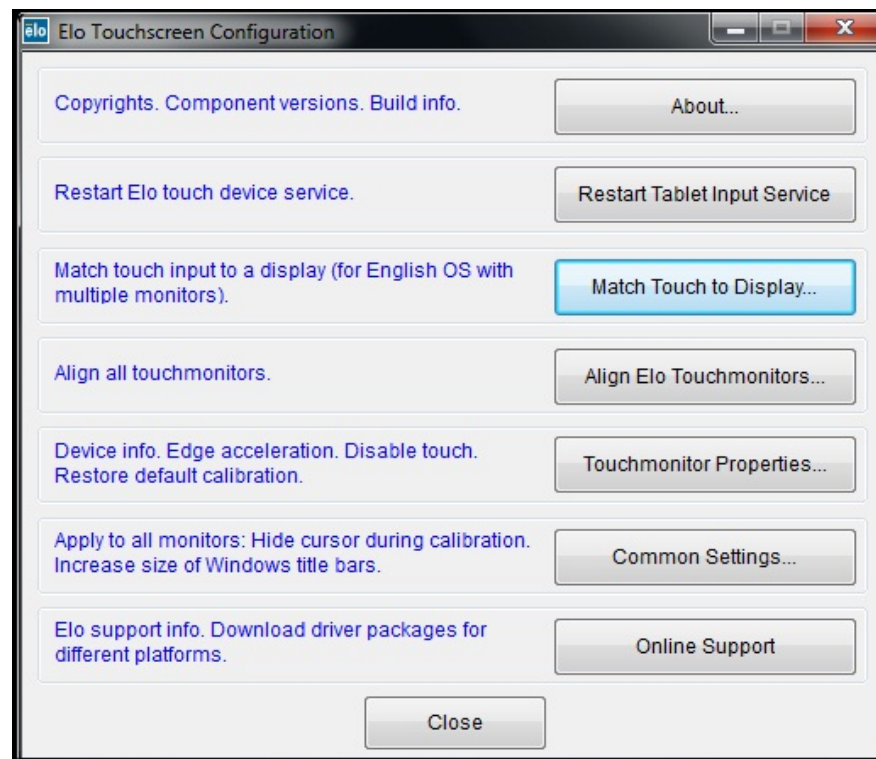 elo Elo Touchscreen Configuration
Copyrights. Component versions. Build info.
About...
Restart Elo touch device service.
Restart Tablet Input Service
Match touch input to a display (for English OS with
multiple monitors).
Match Touch to Display...
Align all touchmonitors.
Align Elo Touchmonitors...
Device info. Edge acceleration. Disable touch.
Restore default calibration.
Touchmonitor Properties...
Apply to all monitors: Hide cursor during calibration.
Increase size of Windows title bars.
Common Settings...
Elo support info. Download driver packages for
different platforms.
Online Support
Close